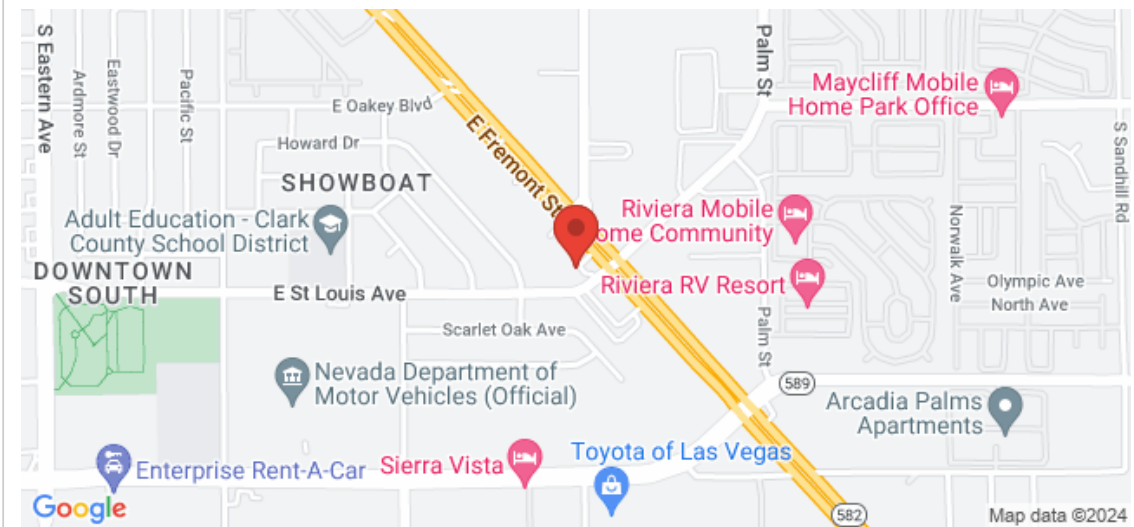 S Eastern Ave
Ardmore St
Eastwood Dr
Pacific St
E Oakey Blvd
Howard Dr
SHOWBOAT
Adult Education - Clark
County School District
DOWNTOWN
SOUTH
E St Louis Ave
E Fremont St
Palm St
Maycliff Mobile
Home Park Office
S Sandhill Rd
Riviera Mobile
ome Community
Riviera RV Resort
Norwalk Ave
Olympic Ave
North Ave
Scarlet Oak Ave
Palm St
Nevada Department of
Motor Vehicles (Official)
589
Arcadia Palms
Apartments
Enterprise Rent-A-Car
Sierra Vista
Toyota of Las Vegas
Google
582
Map data ©2024